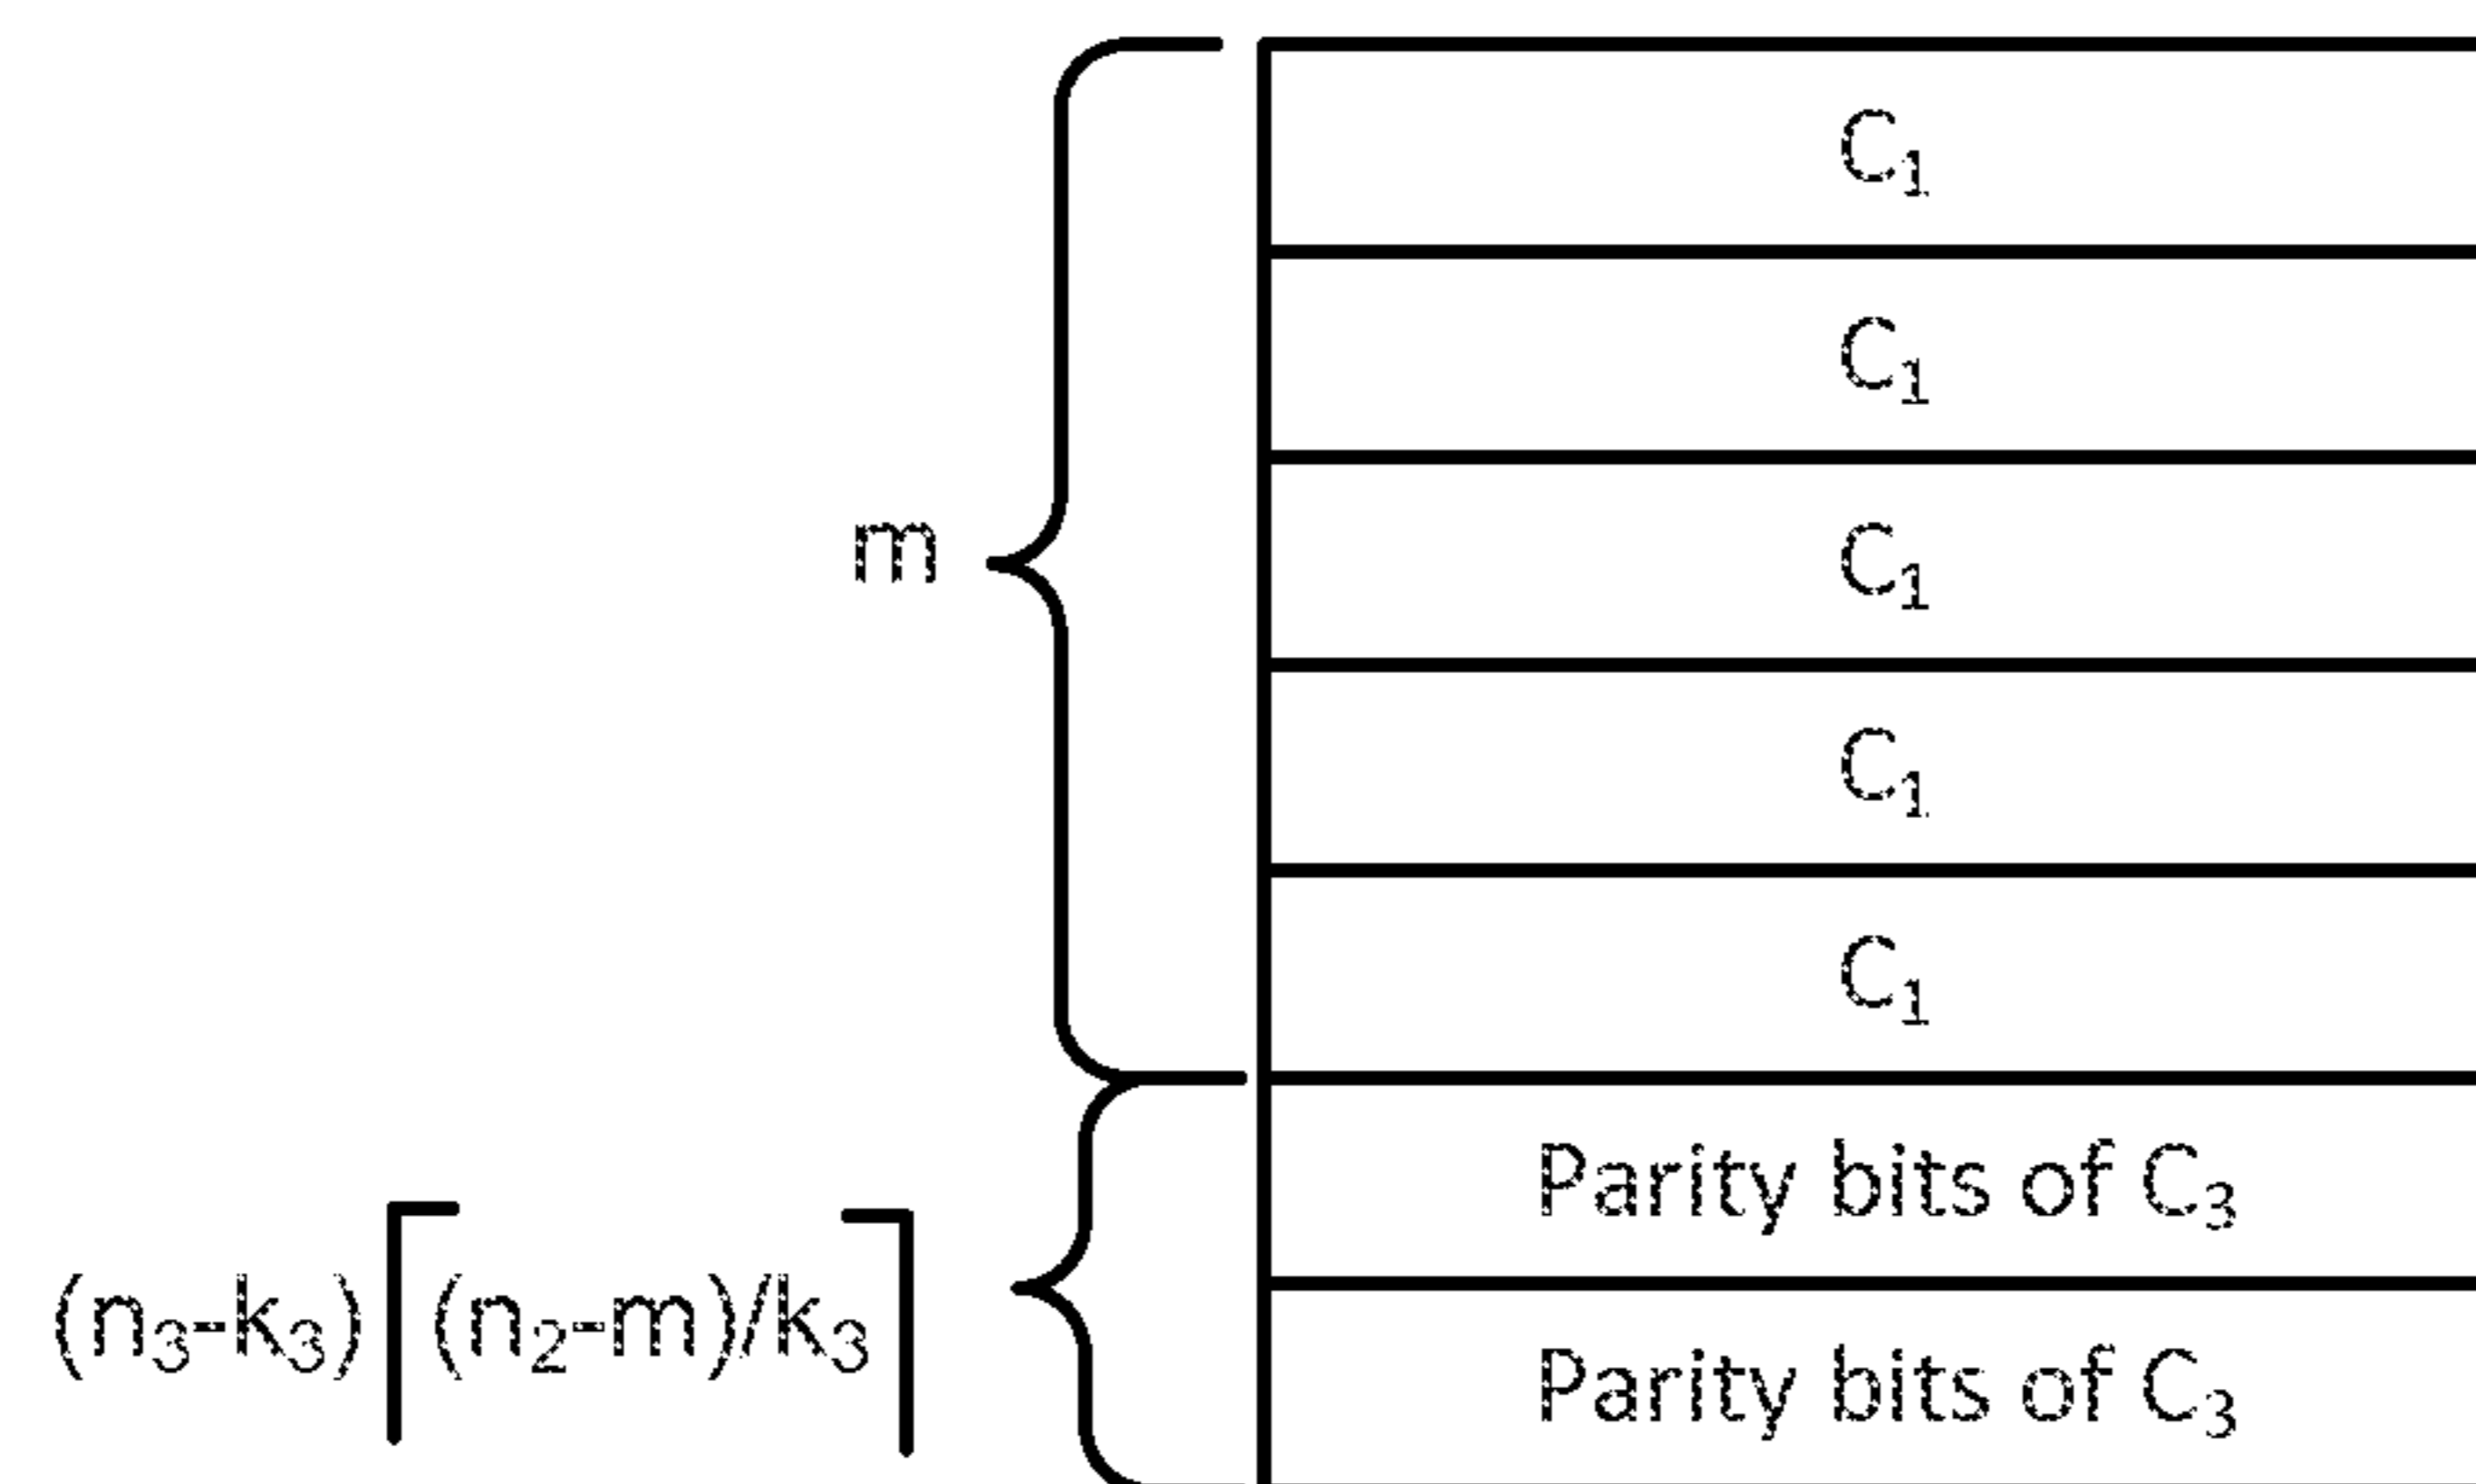 C₁
C₁
m
C₁
C₁
C₁
Parity bits of C₃
(n₃-k₃)⌈(n₂-m)/k₃⌉
Parity bits of C₃